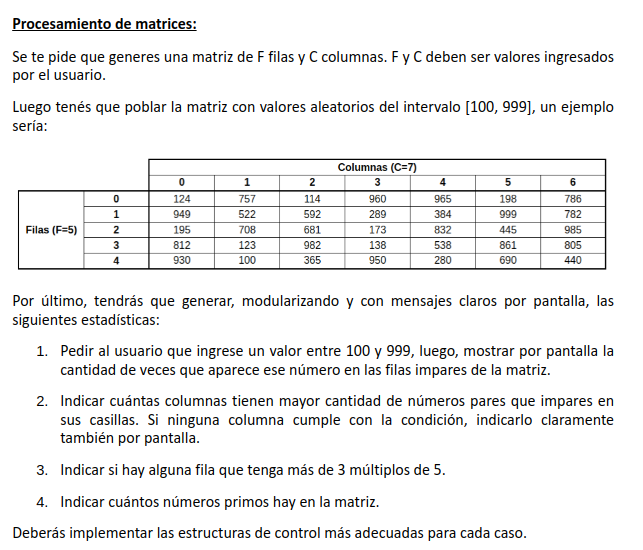 Procesamiento de matrices:
Se te pide que generes una matriz de F filas y C columnas. F y C deben ser valores ingresados
por el usuario.
Luego tenés que poblar la matriz con valores aleatorios del intervalo [100, 999], un ejemplo
sería:
Columnas (C=7)
0 1 2 3 4 5 6
0 124 757 114 960 965 198 786
1 949 522 592 289 384 999 782
Filas (F=5) 2 195 708 681 173 832 445 985
3 812 123 982 138 538 861 805
4 930 100 365 950 280 690 440
Por último, tendrás que generar, modularizando y con mensajes claros por pantalla, las
siguientes estadísticas:
1. Pedir al usuario que ingrese un valor entre 100 y 999, luego, mostrar por pantalla la
cantidad de veces que aparece ese número en las filas impares de la matriz.
2. Indicar cuántas columnas tienen mayor cantidad de números pares que impares en
sus casillas. Si ninguna columna cumple con la condición, indicarlo claramente
también por pantalla.
3. Indicar si hay alguna fila que tenga más de 3 múltiplos de 5.
4. Indicar cuántos números primos hay en la matriz.
Deberás implementar las estructuras de control más adecuadas para cada caso.